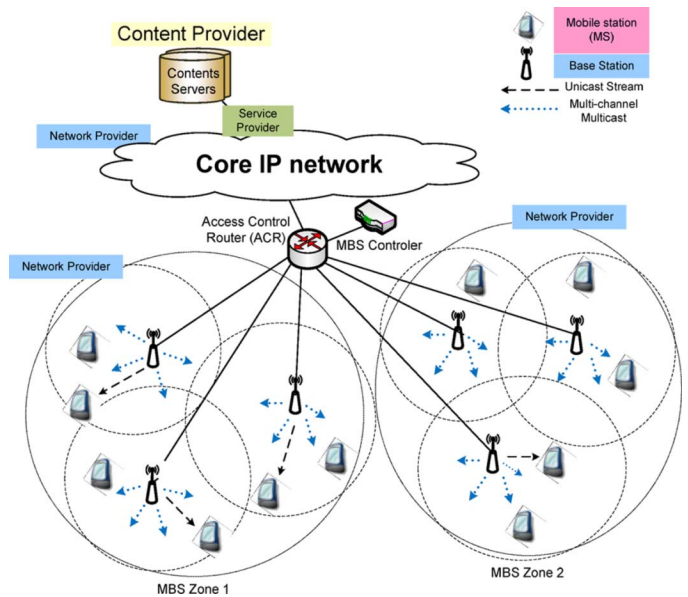 Content Provider
Contents
Servers
Service
Provider
Network Provider
Core IP network
Mobile station
(MS)
Base Station
Unicast Stream
Multi-channel
Multicast
Access Control
Router (ACR)
MBS Controler
Network Provider
Network Provider
MBS Zone 1
MBS Zone 2